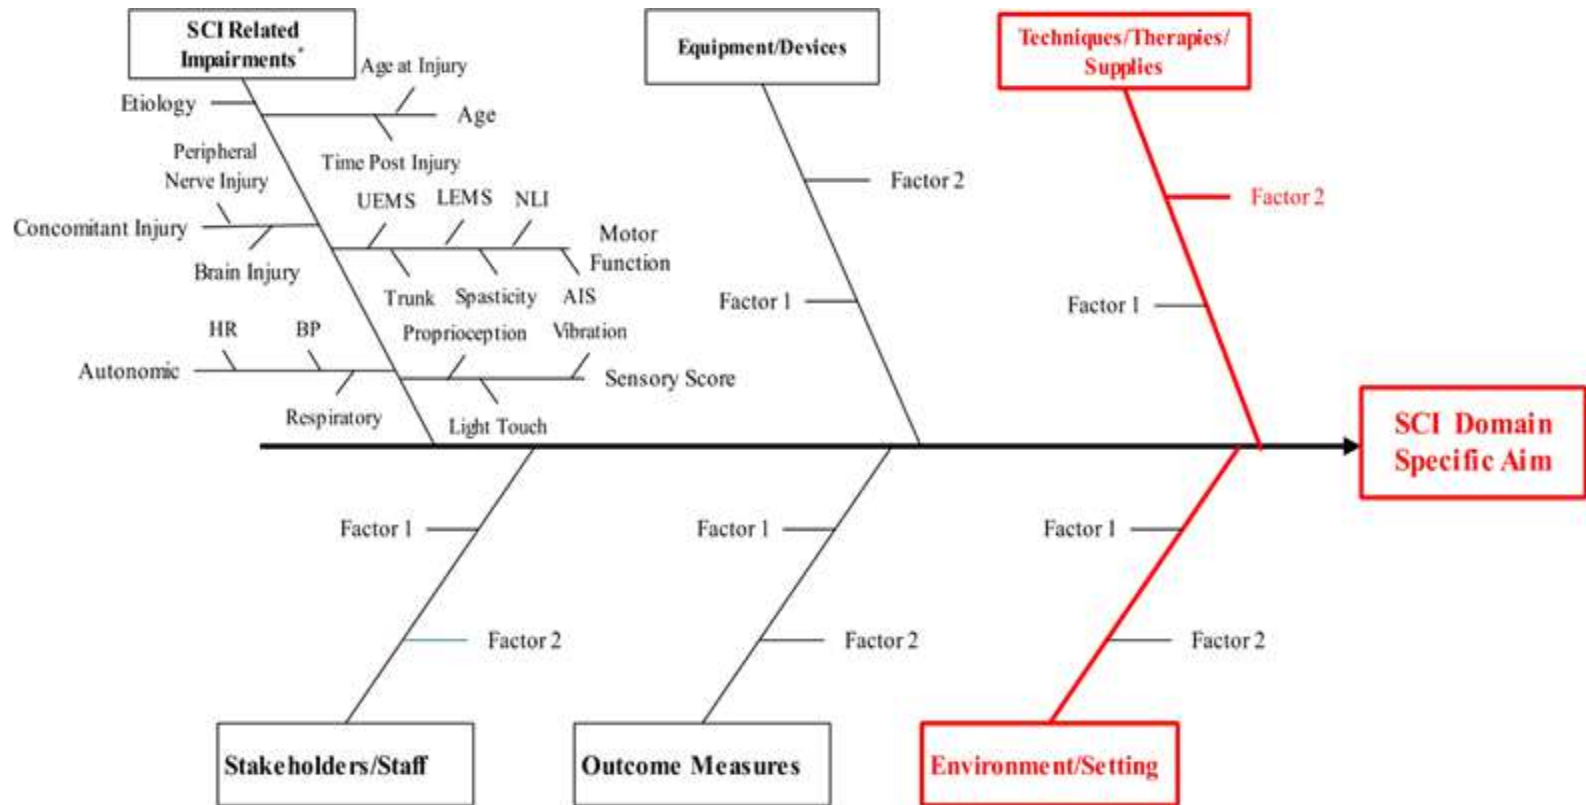 SCI Related
Impairments*
Equipment/Devices
Techniques/Therapies/
Supplies
Age at Injury
Etiology
Age
Time Post Injury
Peripheral
Nerve Injury
Concomitant Injury
Brain Injury
UEMS
LEMS
NLI
Motor
Function
Trunk
Spasticity
AIS
HR
BP
Autonomic
Respiratory
Proprioception
Vibration
Sensory Score
Light Touch
Factor 2
Factor 1
Factor 2
Factor 1
SCI Domain
Specific Aim
Factor 1
Factor 2
Factor 1
Factor 2
Factor 1
Factor 2
Stakeholders/Staff
Outcome Measures
Environment/Setting